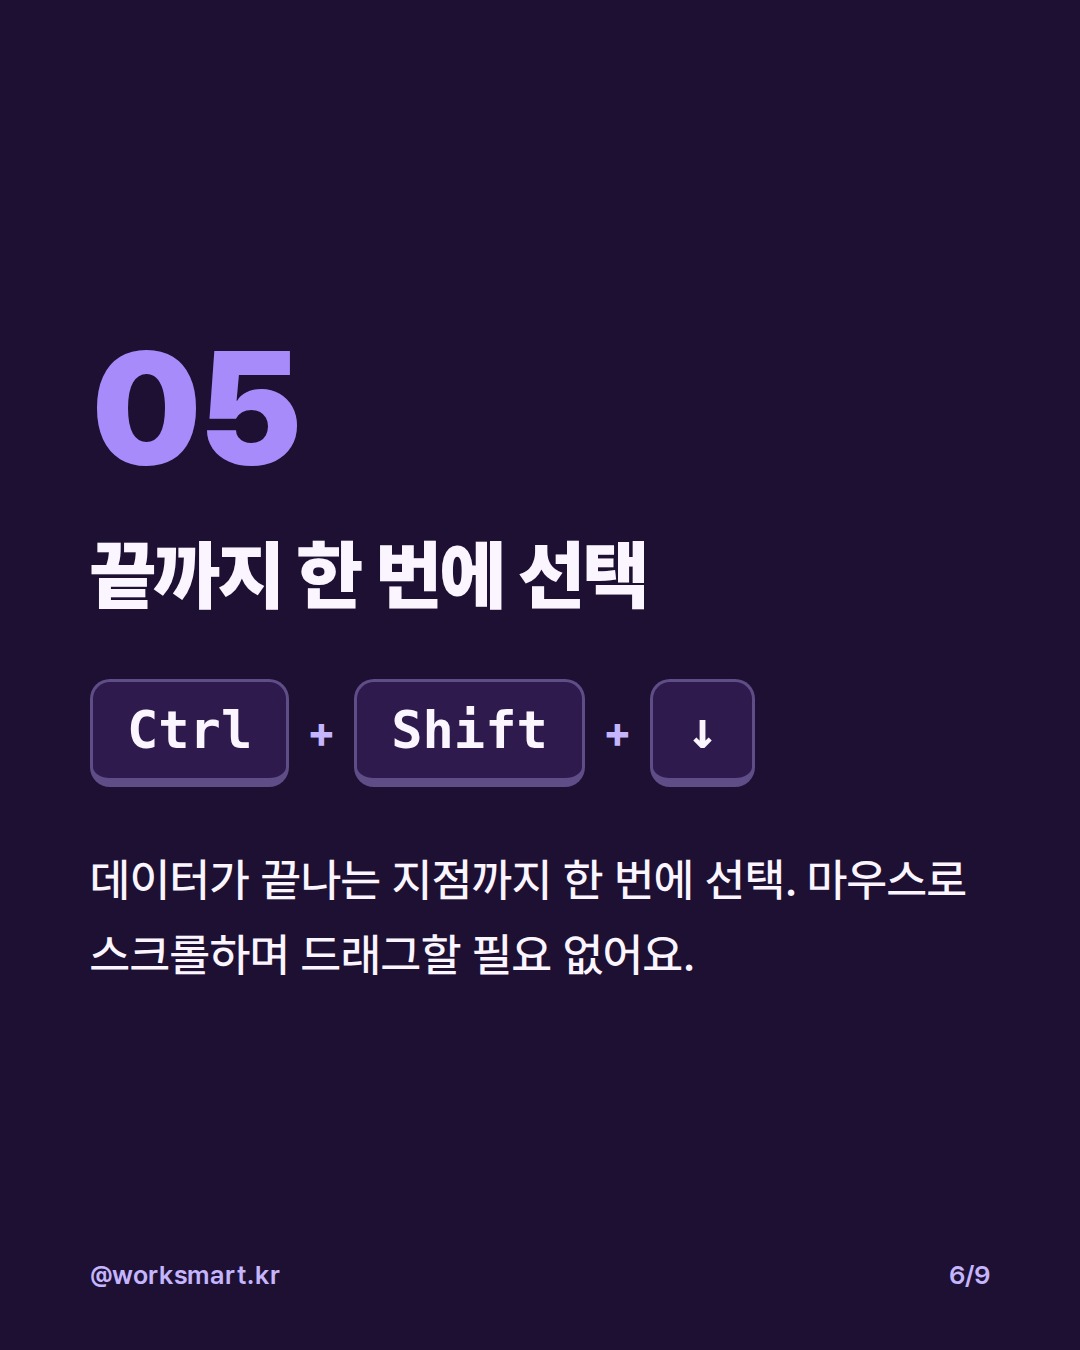 05
끝까지 한 번에 선택
Ctrl + Shift + ↓
데이터가 끝나는 지점까지 한 번에 선택. 마우스로
스크롤하며 드래그할 필요 없어요.
@worksmart.kr 6/9